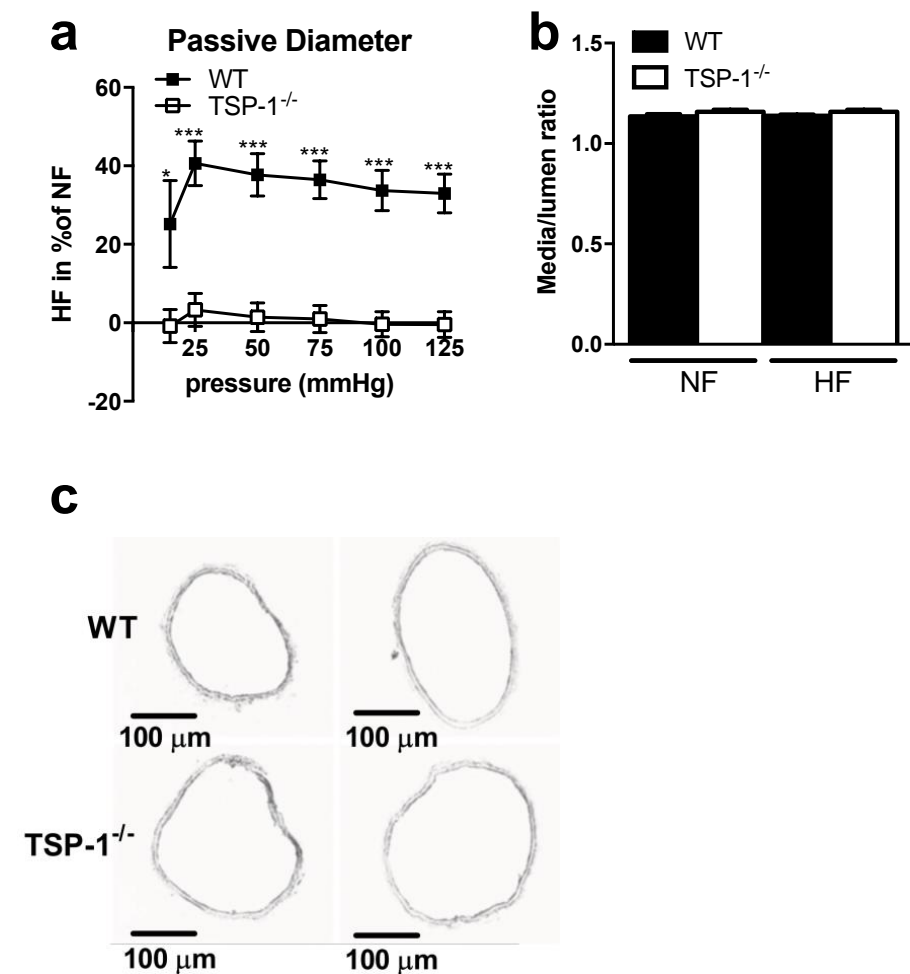 a
Passive Diameter
WT
TSP-1-/-
60
40
20
0
-20
HF in %of NF
*
***
***
***
***
***
25 50 75 100 125
pressure (mmHg)
b
WT
TSP-1-/-
1.5
1.0
0.5
0.0
Media/lumen ratio
NF HF
c
WT
100 μm 100 μm
TSP-1-/-
100 μm 100 μm